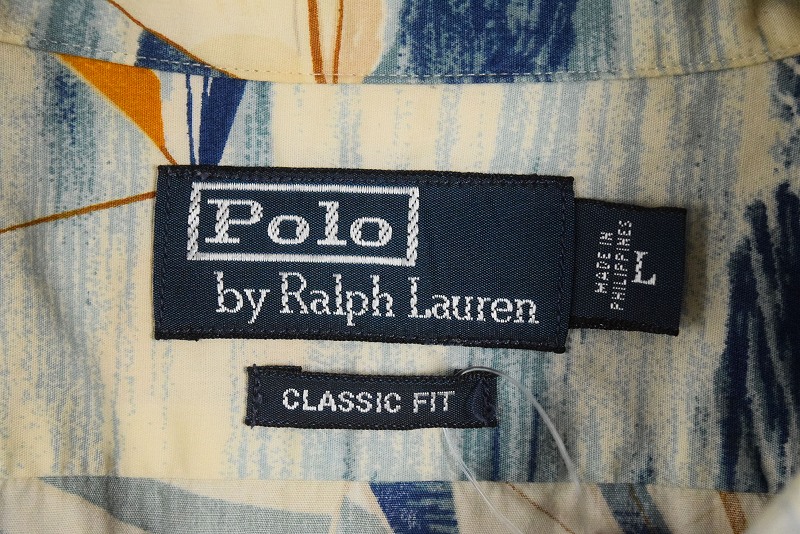 Polo
by Ralph Lauren
MADE IN
PHILIPPINES
L
CLASSIC FIT